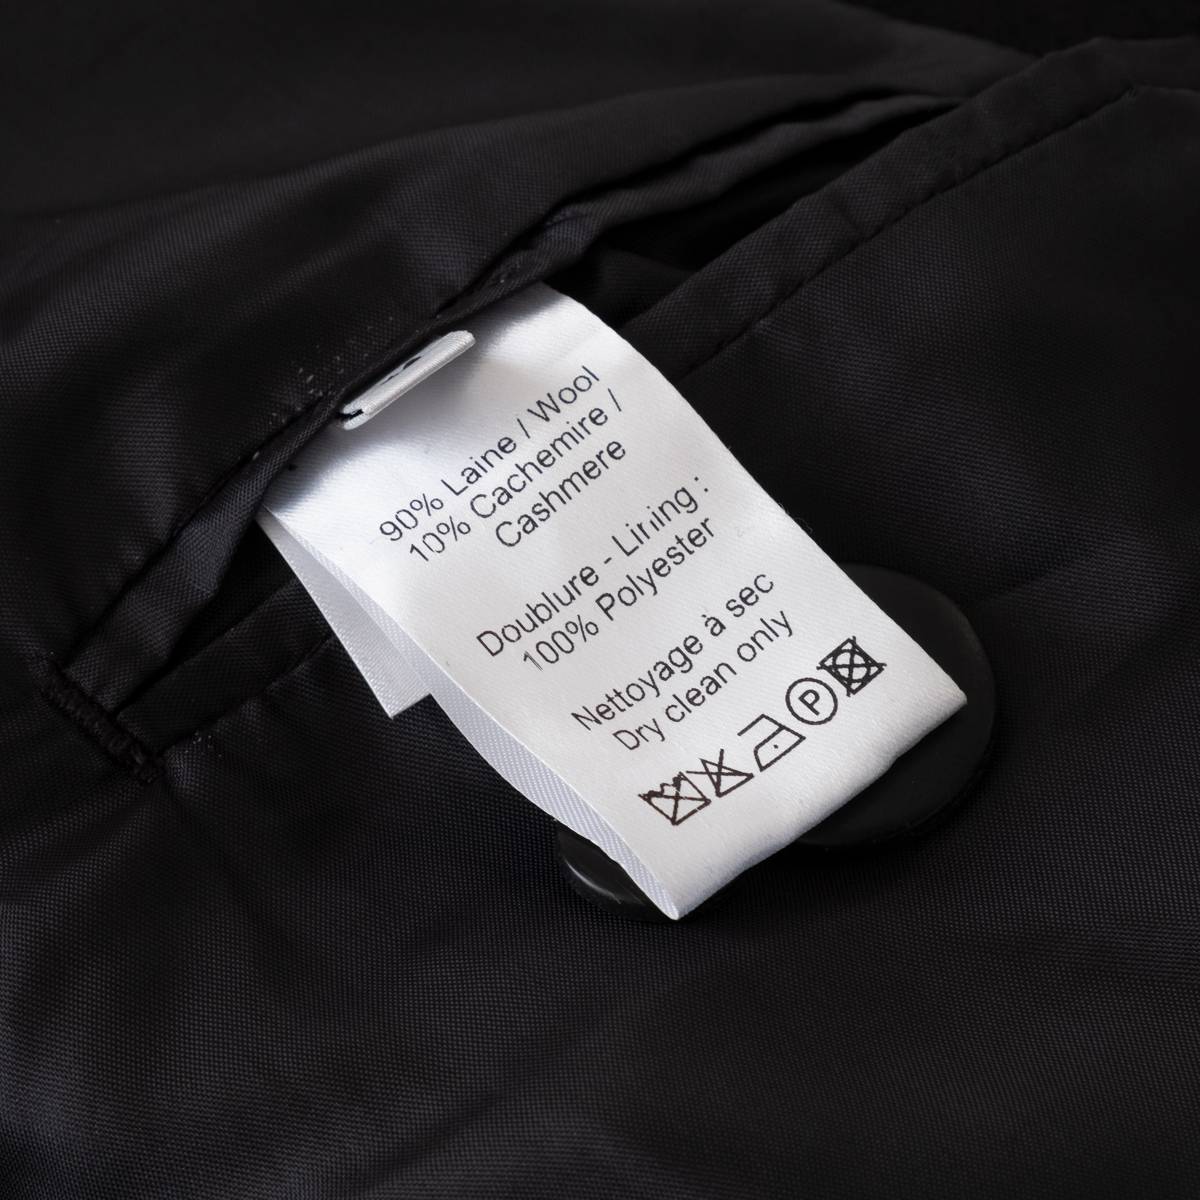 90% Laine / Wool
10% Cachemire /
Cashmere
Doublure - Lining :
100% Polyester
Nettoyage à sec
Dry clean only
P